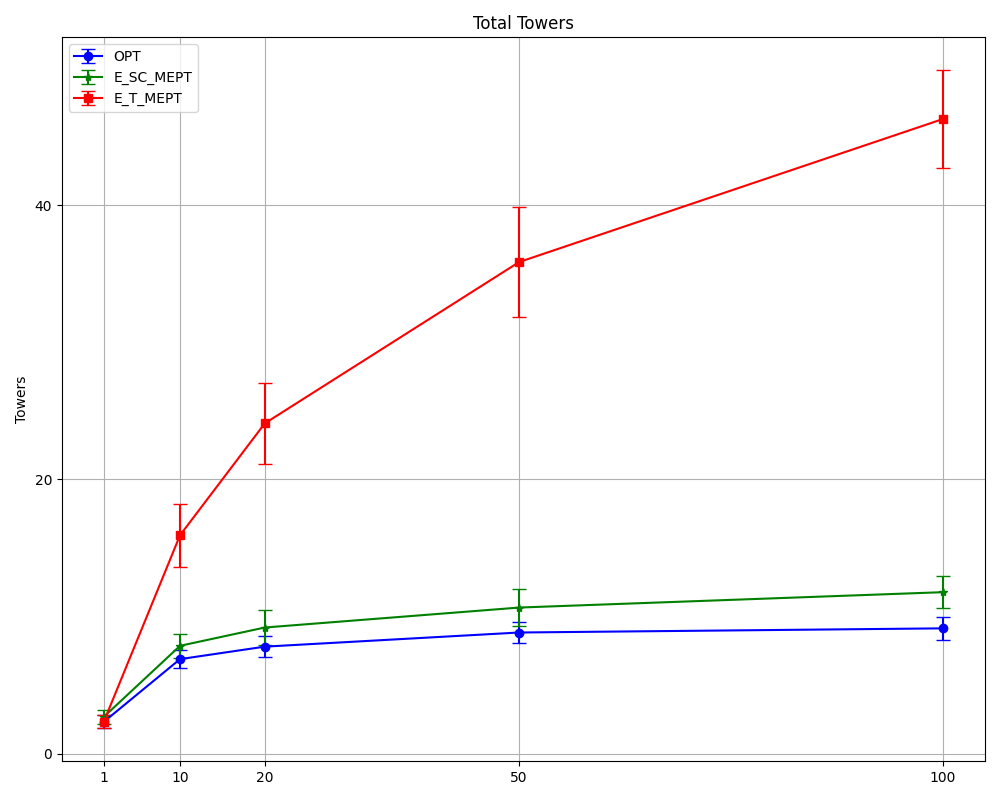 Total Towers
OPT
E_SC_MEPT
E_T_MEPT
Towers
40
20
0
1 10 20 50 100